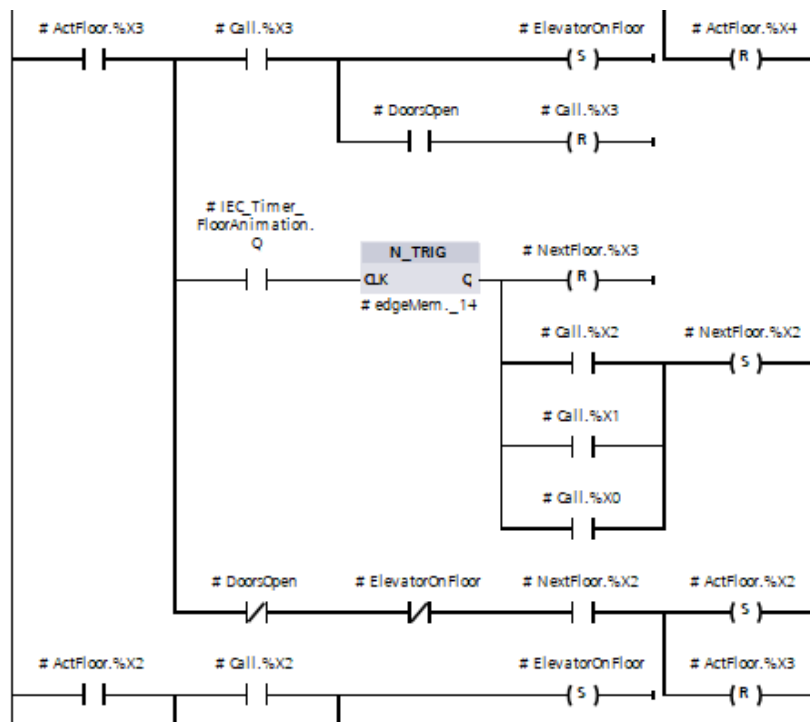 # ActFloor.%X3 # Call.%X3 # ElevatorOnFloor # ActFloor.%X4
S R
# DoorsOpen # Call.%X3
R
# IEC_Timer_
FloorAnimation.
Q
N_TRIG # NextFloor.%X3
CLK Q R
# edgeMem._14
# Call.%X2 # NextFloor.%X2
S
# Call.%X1
# Call.%X0
# DoorsOpen # ElevatorOnFloor # NextFloor.%X2 # ActFloor.%X2
S
# ActFloor.%X2 # Call.%X2 # ElevatorOnFloor # ActFloor.%X3
S R